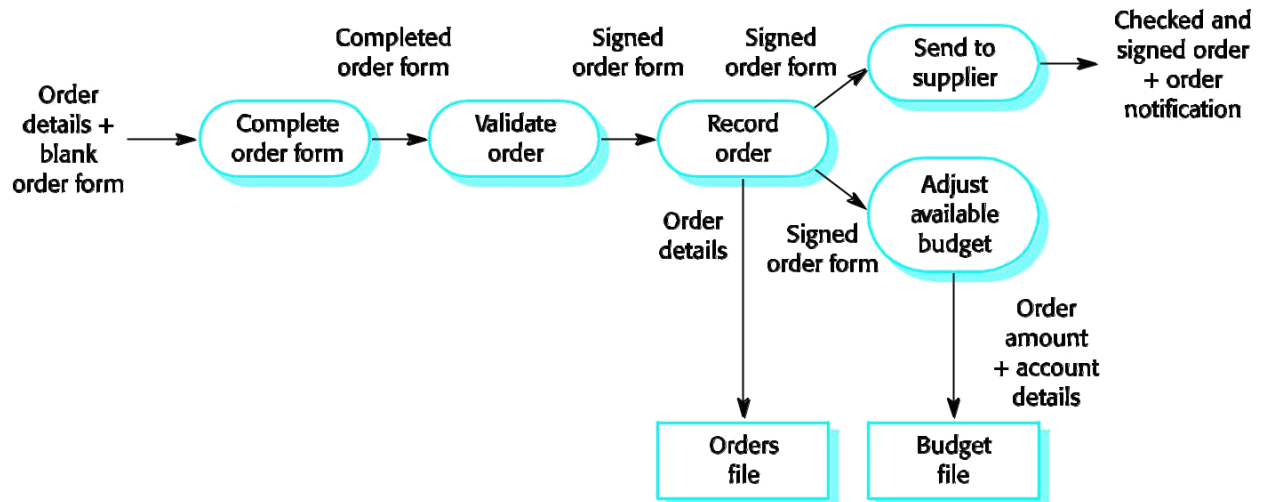 Order
details +
blank
order form
Complete
order form
Completed
order form
Validate
order
Signed
order form
Record
order
Signed
order form
Send to
supplier
Checked and
signed order
+ order
notification
Order
details
Signed
order form
Adjust
available
budget
Order
amount
+ account
details
Orders
file
Budget
file